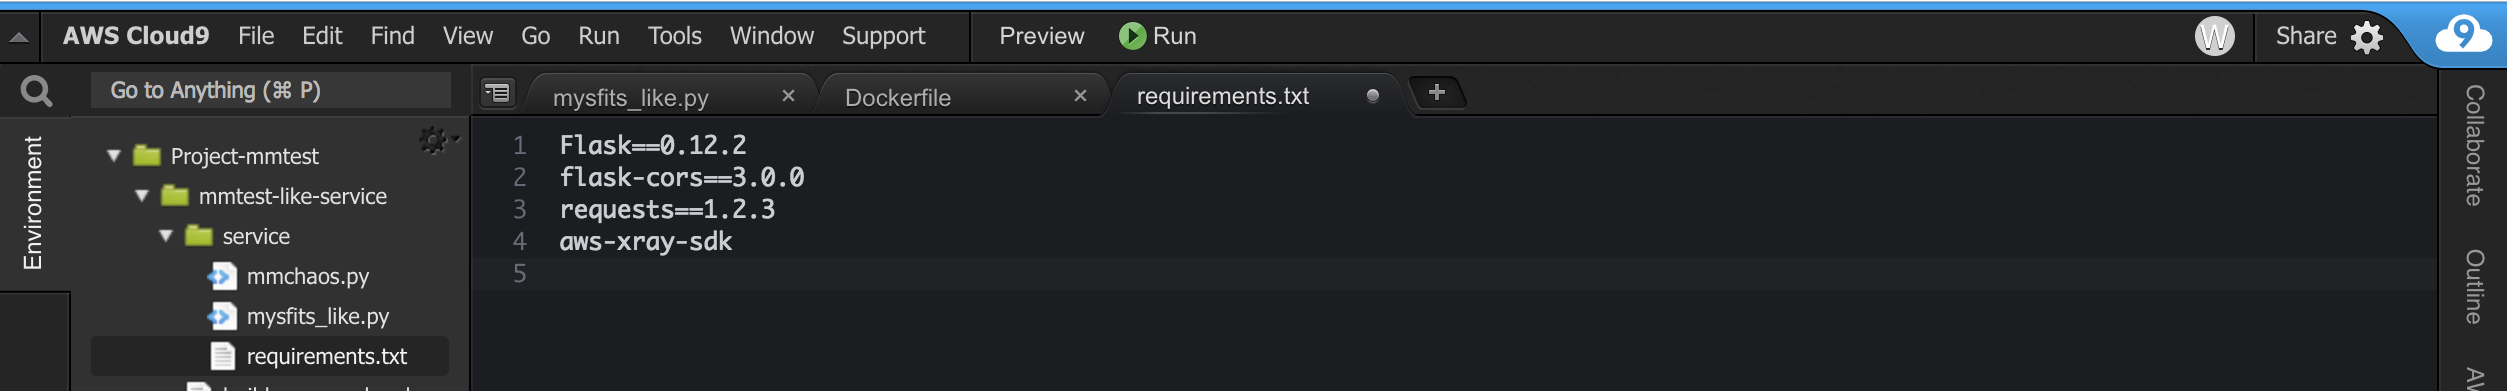 AWS Cloud9 File Edit Find View Go Run Tools Window Support Preview Run W Share 9
Go to Anything (⌘ P)
mysfits_like.py × Dockerfile × requirements.txt +
Environment
Project-mmtest
mmtest-like-service
service
mmchaos.py
mysfits_like.py
requirements.txt
1 Flask==0.12.2
2 flask-cors==3.0.0
3 requests==1.2.3
4 aws-xray-sdk
5
Collaborate
Outline